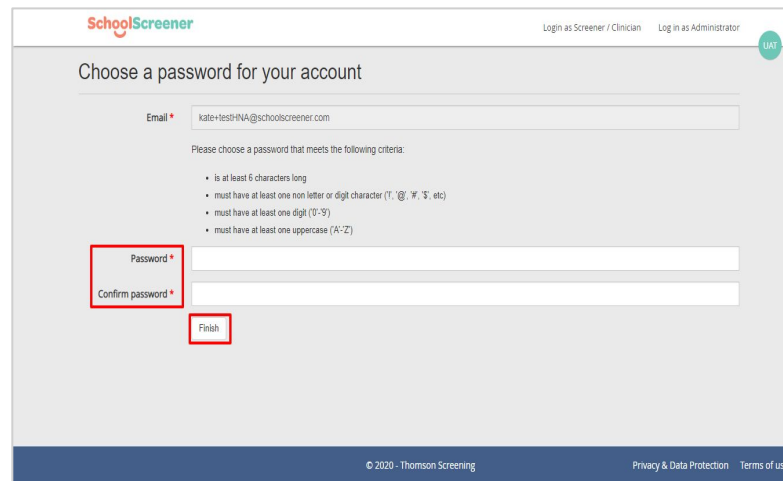 SchoolScreener
Login as Screener / Clinician Log in as Administrator
UAT
Choose a password for your account
Email *
kate+testHNA@schoolscreener.com
Please choose a password that meets the following criteria:
• is at least 6 characters long
• must have at least one non letter or digit character ('!', '@', '#', '$', etc)
• must have at least one digit ('0'-'9')
• must have at least one uppercase ('A'-'Z')
Password *
Confirm password *
Finish
© 2020 - Thomson Screening Privacy & Data Protection Terms of us